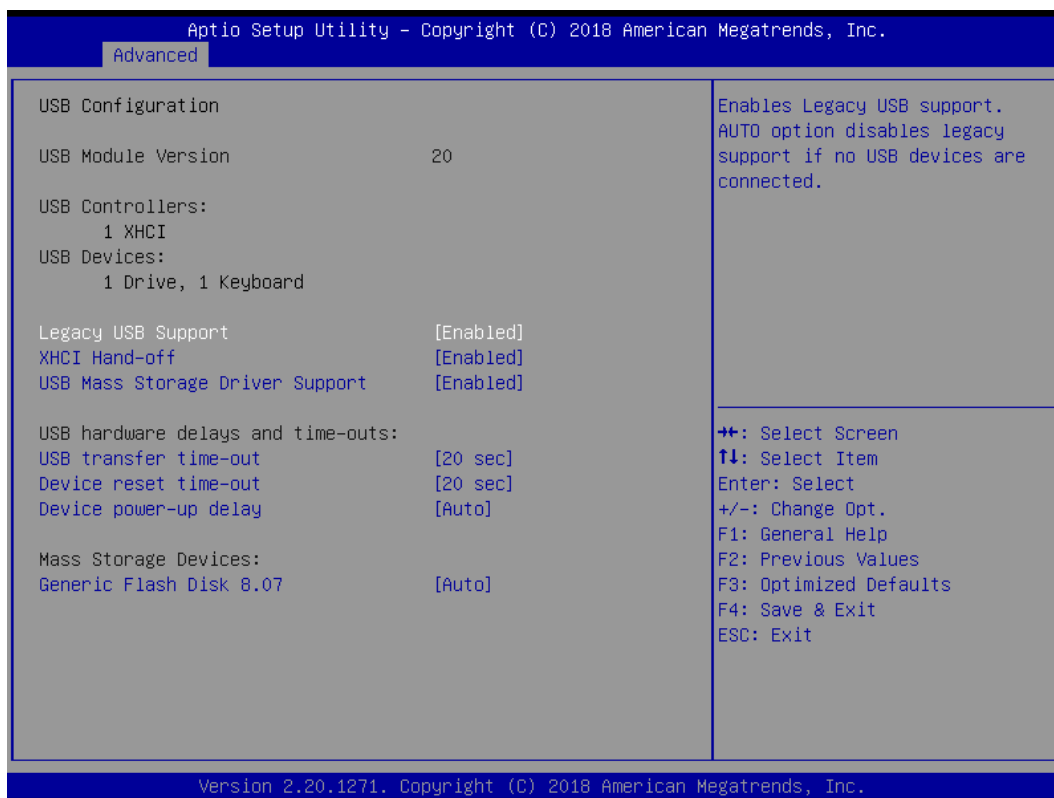 Aptio Setup Utility – Copyright (C) 2018 American Megatrends, Inc.
Advanced
USB Configuration
USB Module Version 20
USB Controllers:
1 XHCI
USB Devices:
1 Drive, 1 Keyboard
Legacy USB Support [Enabled]
XHCI Hand-off [Enabled]
USB Mass Storage Driver Support [Enabled]
USB hardware delays and time-outs:
USB transfer time-out [20 sec]
Device reset time-out [20 sec]
Device power-up delay [Auto]
Mass Storage Devices:
Generic Flash Disk 8.07 [Auto]
Enables Legacy USB support.
AUTO option disables legacy
support if no USB devices are
connected.
→←: Select Screen
↑↓: Select Item
Enter: Select
+/-: Change Opt.
F1: General Help
F2: Previous Values
F3: Optimized Defaults
F4: Save & Exit
ESC: Exit
Version 2.20.1271. Copyright (C) 2018 American Megatrends, Inc.